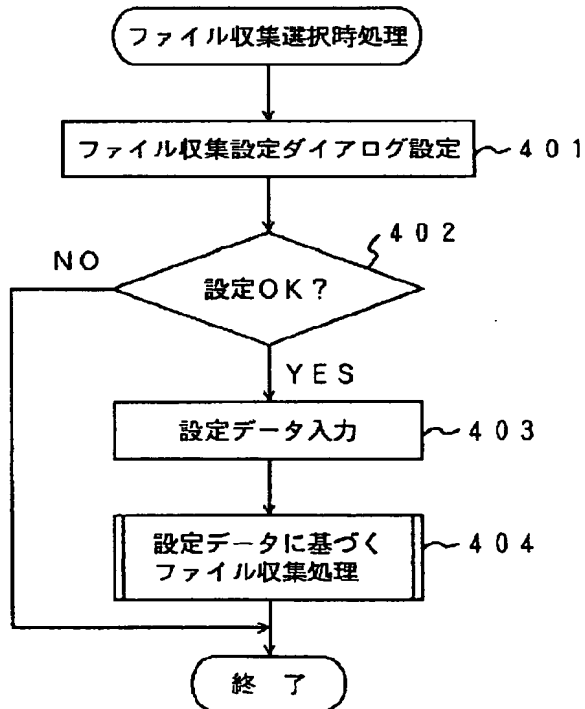 ファイル収集選択時処理
ファイル収集設定ダイアログ設定
401
402
NO
設定OK?
YES
設定データ入力
403
設定データに基づく
ファイル収集処理
404
終 了